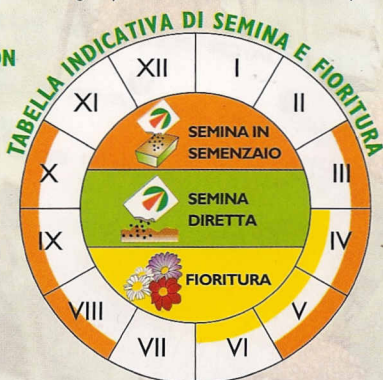 ON
TABELLA INDICATIVA DI SEMINA E FIORITURA
XII
I
XI
II
X
III
IX
IV
VIII
V
VII
VI
SEMINA IN
SEMENZAIO
SEMINA
DIRETTA
FIORITURA